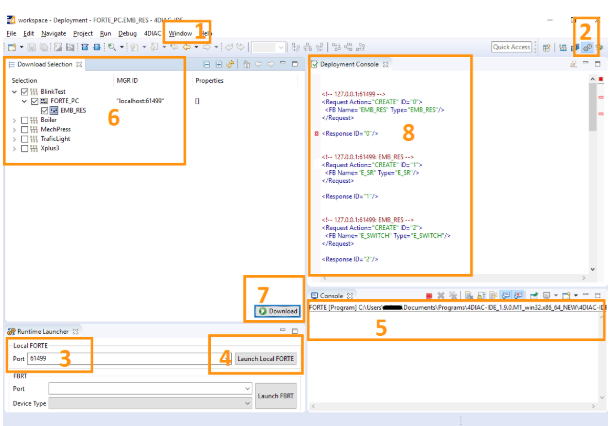 workspace - Deployment - FORTE_PC.EMB_RES - 4DIAC-IDE
File Edit Navigate Project Run Debug 4DIAC Window Help
1
2
Quick Access
Download Selection
Selection MGR ID Properties
BlinkTest
FORTE_PC "localhost:61499" []
EMB_RES
Boiler
MechPress
TraficLight
Xplus3
6
7
Download
Deployment Console
<!-- 127.0.0.1:61499 -->
<Request Action="CREATE" ID="0">
<FB Name="EMB_RES" Type="EMB_RES"/>
</Request>
<Response ID="0"/>
<!-- 127.0.0.1:61499: EMB_RES -->
<Request Action="CREATE" ID="1">
<FB Name="E_SR" Type="E_SR"/>
</Request>
<Response ID="1"/>
<!-- 127.0.0.1:61499: EMB_RES -->
<Request Action="CREATE" ID="2">
<FB Name="E_SWITCH" Type="E_SWITCH"/>
</Request>
<Response ID="2"/>
8
Console
FORTE [Program] C:\Users\ Documents\Programs\4DIAC-IDE_1.9.0.M1_win32.x86_64_NEW\4DIAC-IDE
5
Runtime Launcher
Local FORTE
Port 61499
3
4
Launch Local FORTE
FBRT
Port
Launch FBRT
Device Type